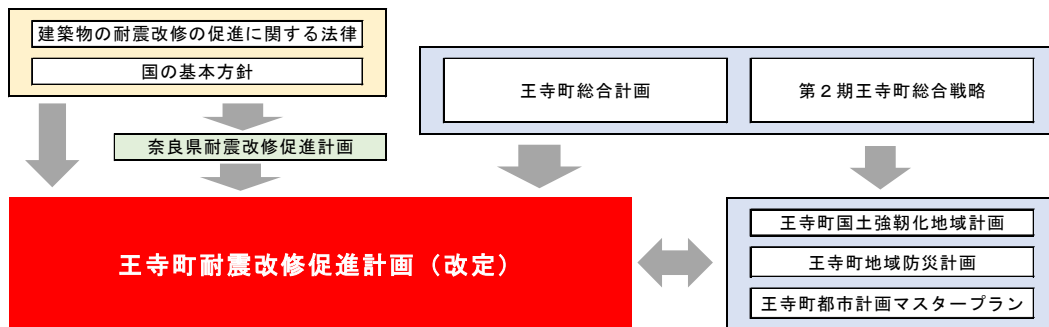 建築物の耐震改修の促進に関する法律
国の基本方針
奈良県耐震改修促進計画
王寺町総合計画
第２期王寺町総合戦略
王寺町耐震改修促進計画（改定）
王寺町国土強靭化地域計画
王寺町地域防災計画
王寺町都市計画マスタープラン